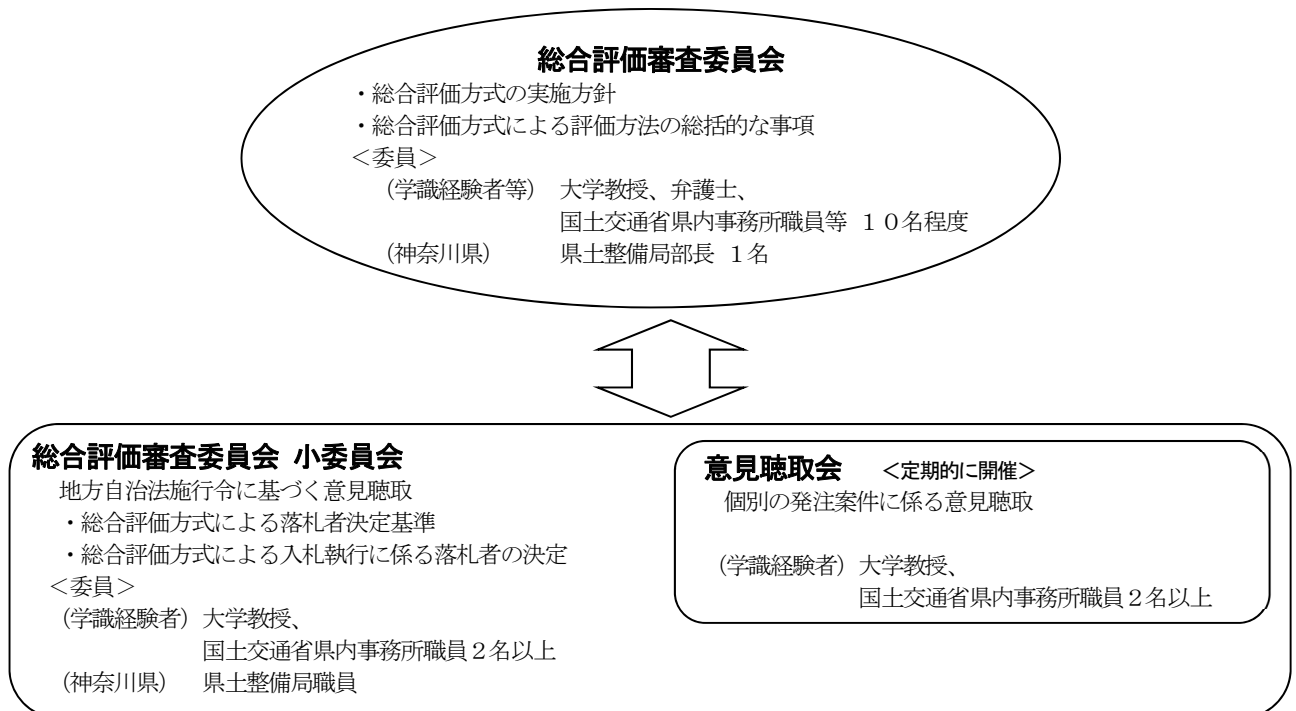 総合評価審査委員会
・総合評価方式の実施方針
・総合評価方式による評価方法の総括的な事項
＜委員＞
（学識経験者等） 大学教授、弁護士、
国土交通省県内事務所職員等 １０名程度
（神奈川県） 県土整備局部長 １名
総合評価審査委員会 小委員会
地方自治法施行令に基づく意見聴取
・総合評価方式による落札者決定基準
・総合評価方式による入札執行に係る落札者の決定
＜委員＞
（学識経験者） 大学教授、
国土交通省県内事務所職員２名以上
（神奈川県） 県土整備局職員
意見聴取会 ＜定期的に開催＞
個別の発注案件に係る意見聴取
（学識経験者） 大学教授、
国土交通省県内事務所職員２名以上